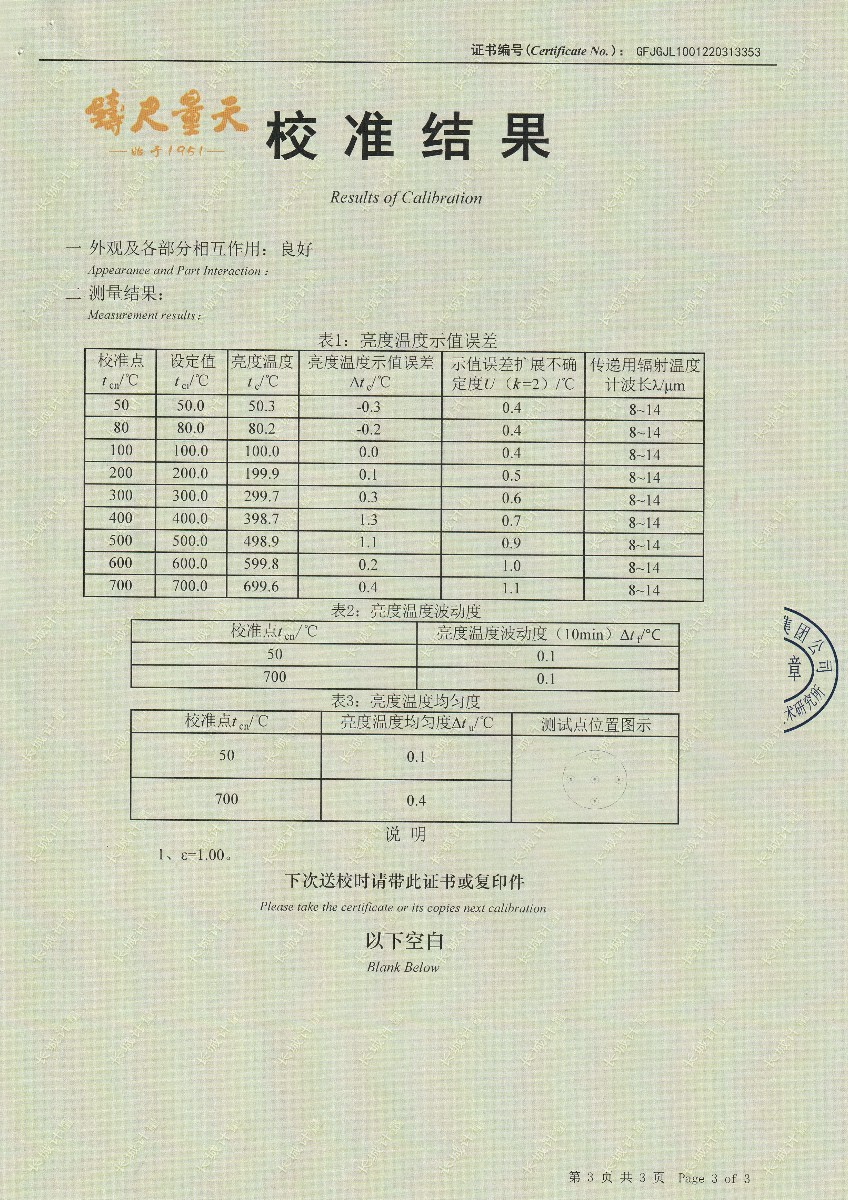 证书编号(Certificate No.)： GFJGJL1001220313353
铸尺量天
始于1951
校准结果
Results of Calibration
一 外观及各部分相互作用：良好
Appearance and Part Interaction：
二 测量结果：
Measurement results：
表1：亮度温度示值误差
校准点 tcn/℃ 设定值 tcr/℃ 亮度温度 tc/℃ 亮度温度示值误差 Δtc/℃ 示值误差扩展不确定度U（k=2）/℃ 传递用辐射温度计波长λ/μm
50 50.0 50.3 -0.3 0.4 8~14
80 80.0 80.2 -0.2 0.4 8~14
100 100.0 100.0 0.0 0.4 8~14
200 200.0 199.9 0.1 0.5 8~14
300 300.0 299.7 0.3 0.6 8~14
400 400.0 398.7 1.3 0.7 8~14
500 500.0 498.9 1.1 0.9 8~14
600 600.0 599.8 0.2 1.0 8~14
700 700.0 699.6 0.4 1.1 8~14
表2：亮度温度波动度
校准点tcn/℃ 亮度温度波动度（10min）Δtf/℃
50 0.1
700 0.1
集团公司
章
术研究所
表3：亮度温度均匀度
校准点tcn/℃ 亮度温度均匀度Δtu/℃ 测试点位置图示
50 0.1
700 0.4
说 明
1、ε=1.00。
下次送校时请带此证书或复印件
Please take the certificate or its copies next calibration
以下空白
Blank Below
第 3 页 共 3 页 Page 3 of 3